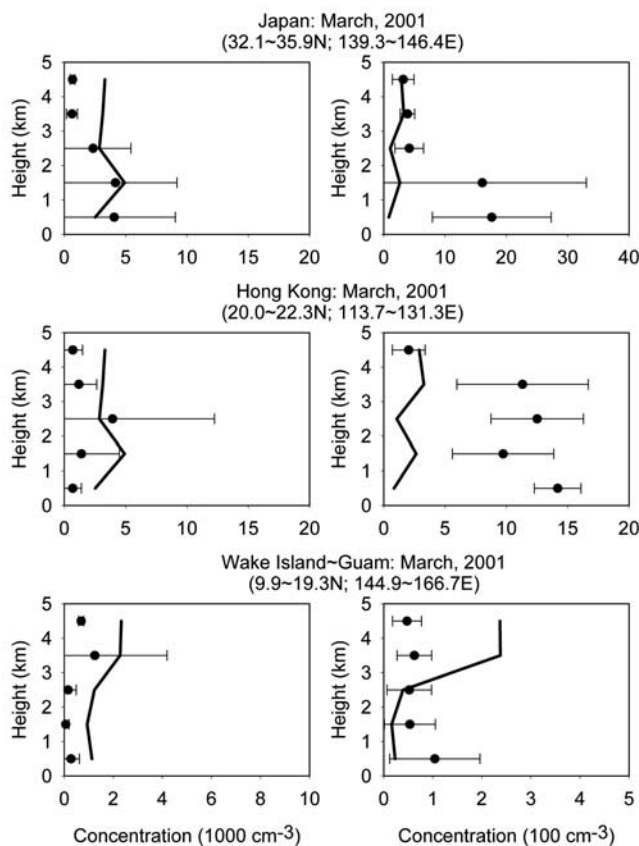 Japan: March, 2001
(32.1~35.9N; 139.3~146.4E)
Height (km)
5
4
3
2
1
0
0 5 10 15 20
Height (km)
5
4
3
2
1
0
0 10 20 30 40
Hong Kong: March, 2001
(20.0~22.3N; 113.7~131.3E)
Height (km)
5
4
3
2
1
0
0 5 10 15 20
Height (km)
5
4
3
2
1
0
0 5 10 15 20
Wake Island~Guam: March, 2001
(9.9~19.3N; 144.9~166.7E)
Height (km)
5
4
3
2
1
0
0 2 4 6 8 10
Concentration (1000 cm-3)
Height (km)
5
4
3
2
1
0
0 1 2 3 4 5
Concentration (100 cm-3)